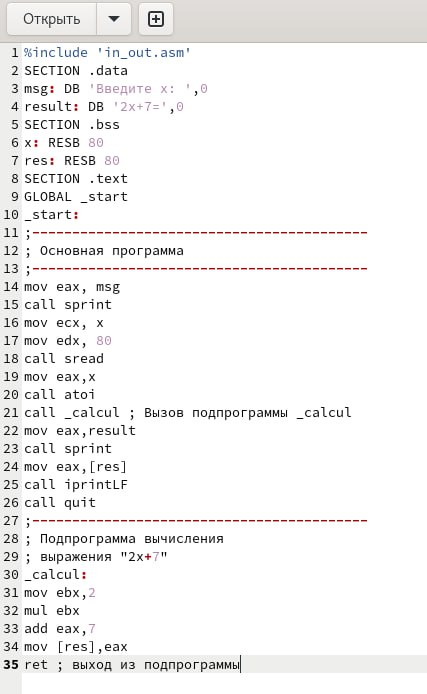 Открыть
1 %include 'in_out.asm'
2 SECTION .data
3 msg: DB 'Введите x: ',0
4 result: DB '2x+7=',0
5 SECTION .bss
6 x: RESB 80
7 res: RESB 80
8 SECTION .text
9 GLOBAL _start
10 _start:
11 ;------------------------------------------
12 ; Основная программа
13 ;------------------------------------------
14 mov eax, msg
15 call sprint
16 mov ecx, x
17 mov edx, 80
18 call sread
19 mov eax,x
20 call atoi
21 call _calcul ; Вызов подпрограммы _calcul
22 mov eax,result
23 call sprint
24 mov eax,[res]
25 call iprintLF
26 call quit
27 ;------------------------------------------
28 ; Подпрограмма вычисления
29 ; выражения "2x+7"
30 _calcul:
31 mov ebx,2
32 mul ebx
33 add eax,7
34 mov [res],eax
35 ret ; выход из подпрограммы